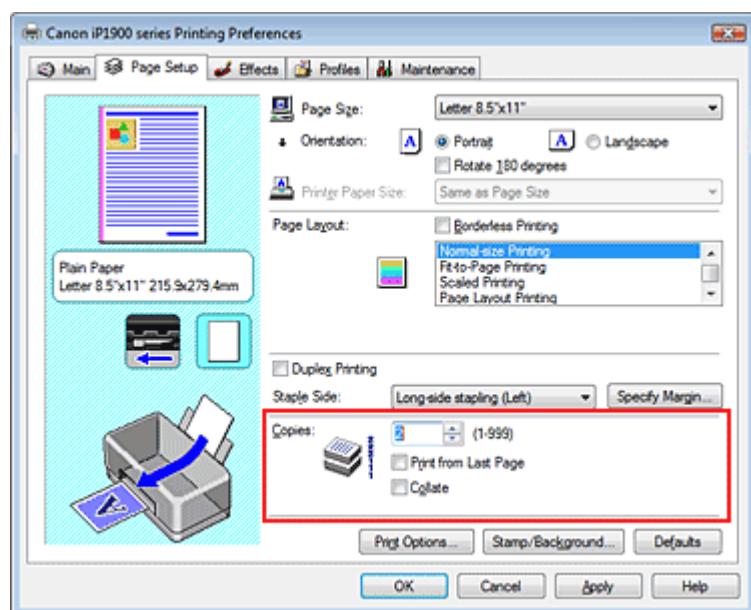 Canon iP1900 series Printing Preferences
Main Page Setup Effects Profiles Maintenance
Page Size: Letter 8.5"x11"
Orientation: A Portrait A Landscape
Rotate 180 degrees
Printer Paper Size: Same as Page Size
Page Layout: Borderless Printing
Normal-size Printing
Fit-to-Page Printing
Scaled Printing
Page Layout Printing
Plain Paper
Letter 8.5"x11" 215.9x279.4mm
Duplex Printing
Staple Side: Long-side stapling (Left) Specify Margin...
Copies: 2 (1-999)
Print from Last Page
Collate
Print Options... Stamp/Background... Defaults
OK Cancel Apply Help